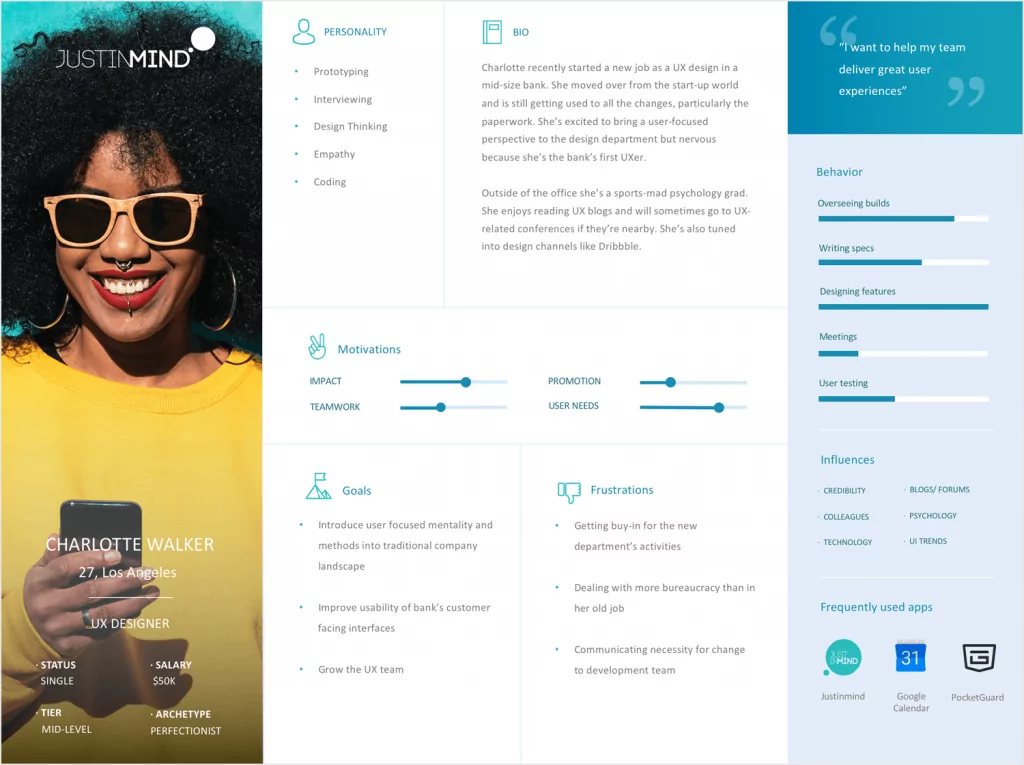 JUSTINMIND
CHARLOTTE WALKER
27, Los Angeles
UX DESIGNER
· STATUS
SINGLE
· SALARY
$50K
· TIER
MID-LEVEL
· ARCHETYPE
PERFECTIONIST
PERSONALITY
• Prototyping
• Interviewing
• Design Thinking
• Empathy
• Coding
BIO
Charlotte recently started a new job as a UX design in a
mid-size bank. She moved over from the start-up world
and is still getting used to all the changes, particularly the
paperwork. She's excited to bring a user-focused
perspective to the design department but nervous
because she's the bank's first UXer.
Outside of the office she's a sports-mad psychology grad.
She enjoys reading UX blogs and will sometimes go to UX-
related conferences if they're nearby. She's also tuned
into design channels like Dribbble.
Motivations
IMPACT
TEAMWORK
PROMOTION
USER NEEDS
Goals
• Introduce user focused mentality and
methods into traditional company
landscape
• Improve usability of bank's customer
facing interfaces
• Grow the UX team
Frustrations
• Getting buy-in for the new
department's activities
• Dealing with more bureaucracy than in
her old job
• Communicating necessity for change
to development team
"I want to help my team
deliver great user
experiences"
Behavior
Overseeing builds
Writing specs
Designing features
Meetings
User testing
Influences
· CREDIBILITY
· COLLEAGUES
· TECHNOLOGY
· BLOGS/ FORUMS
· PSYCHOLOGY
· UI TRENDS
Frequently used apps
JUST
INMIND
Justinmind
31
Google
Calendar
PocketGuard